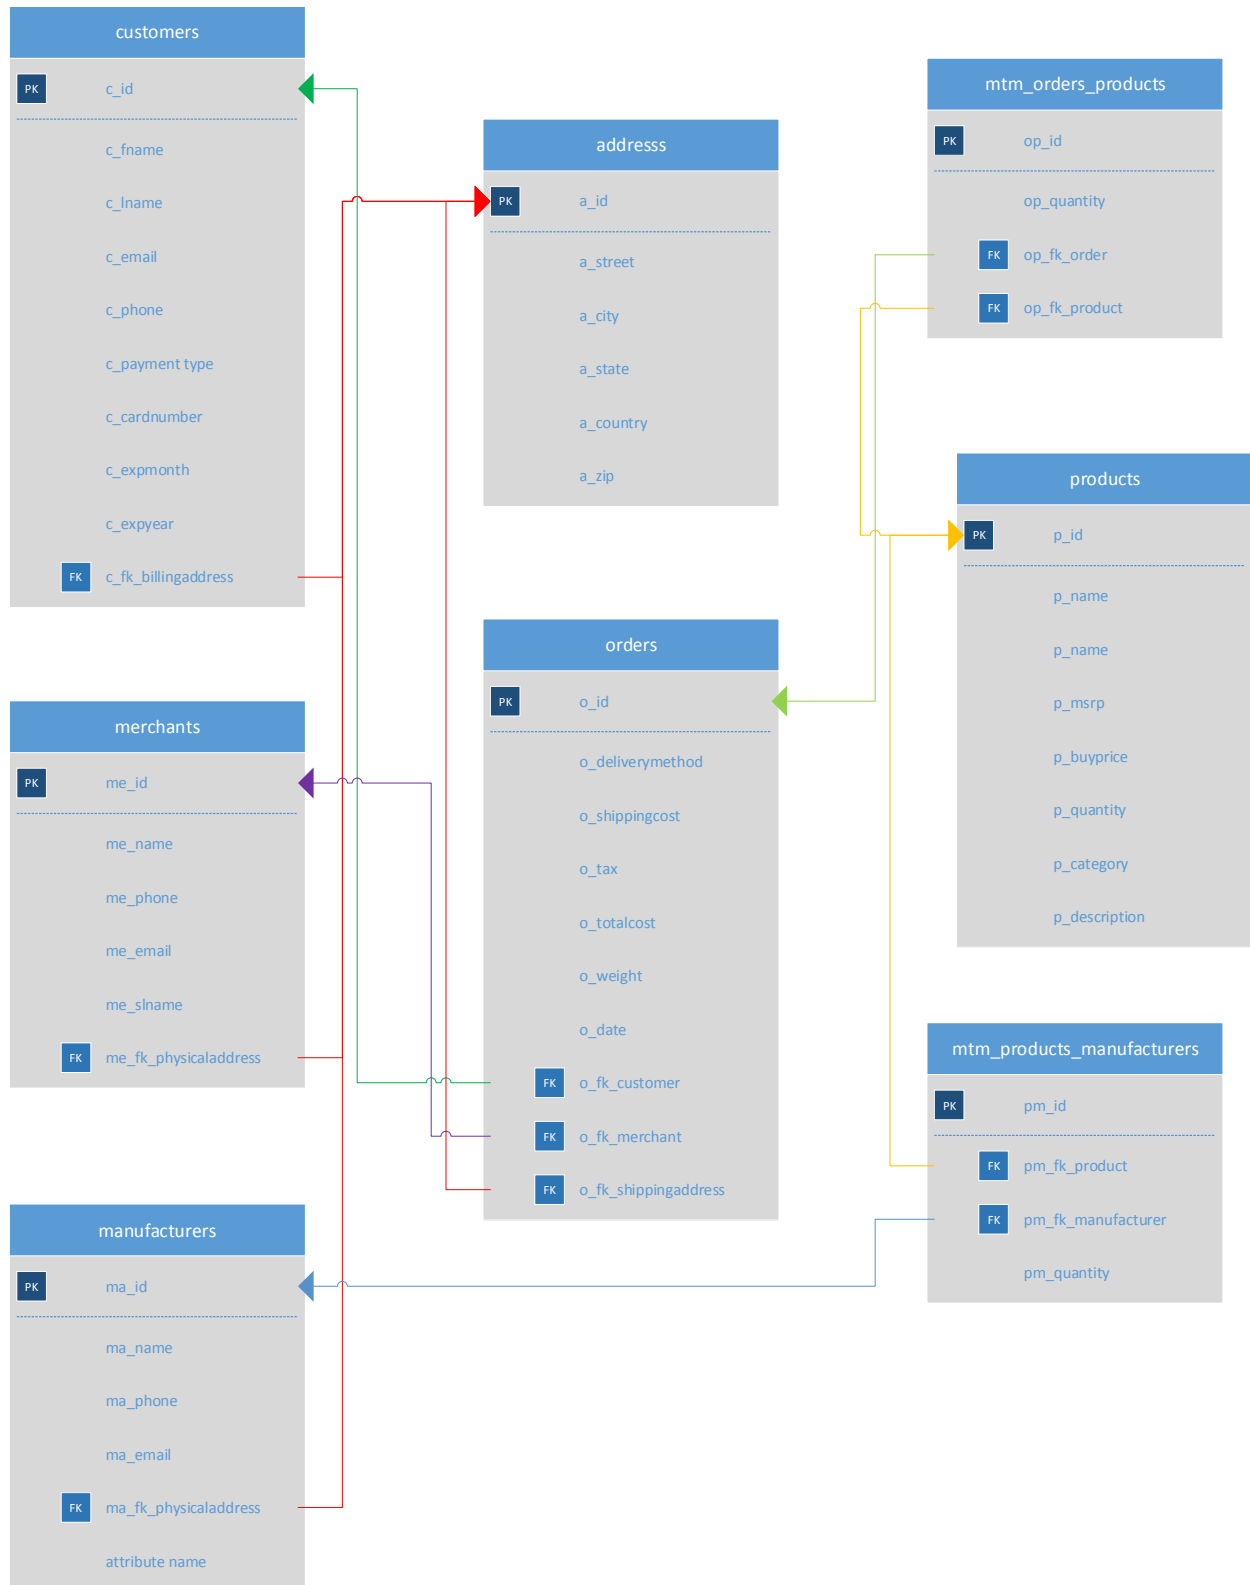 customers
PK c_id
c_fname
c_lname
c_email
c_phone
c_payment type
c_cardnumber
c_expmonth
c_expyear
FK c_fk_billingaddress
merchants
PK me_id
me_name
me_phone
me_email
me_slname
FK me_fk_physicaladdress
manufacturers
PK ma_id
ma_name
ma_phone
ma_email
FK ma_fk_physicaladdress
attribute name
addresss
PK a_id
a_street
a_city
a_state
a_country
a_zip
orders
PK o_id
o_deliverymethod
o_shippingcost
o_tax
o_totalcost
o_weight
o_date
FK o_fk_customer
FK o_fk_merchant
FK o_fk_shippingaddress
mtm_orders_products
PK op_id
op_quantity
FK op_fk_order
FK op_fk_product
products
PK p_id
p_name
p_name
p_msrp
p_buyprice
p_quantity
p_category
p_description
mtm_products_manufacturers
PK pm_id
FK pm_fk_product
FK pm_fk_manufacturer
pm_quantity